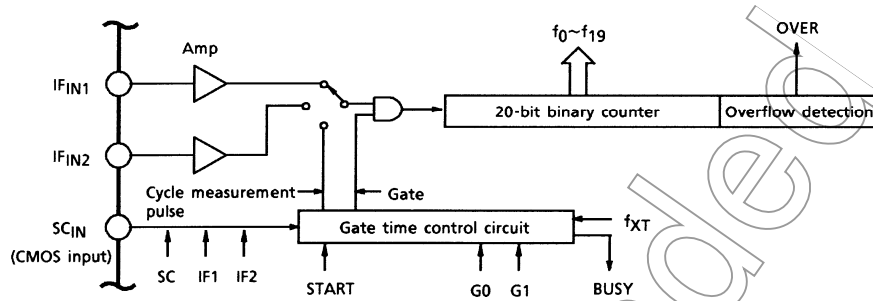 f0~f19
OVER
Amp
IFIN1
20-bit binary counter
Overflow detection
IFIN2
Cycle measurement
pulse
Gate
SCIN
(CMOS input)
Gate time control circuit
fXT
SC
IF1
IF2
START
G0
G1
BUSY